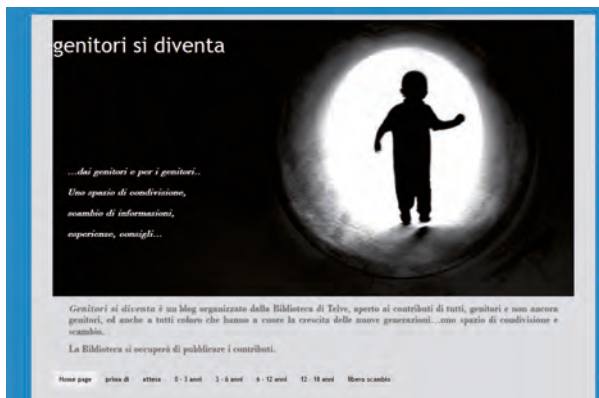 genitori si diventa
...dai genitori e per i genitori..
Uno spazio di condivisione,
scambio di informazioni,
esperienze, consigli...
Genitori si diventa è un blog organizzato dalla Biblioteca di Telve, aperto ai contributi di tutti, genitori e non ancora
genitori, ed anche a tutti coloro che hanno a cuore la crescita delle nuove generazioni...uno spazio di condivisione e
scambio.
La Biblioteca si occuperà di pubblicare i contributi.
Home page prima di attesa 0 - 3 anni 3 - 6 anni 6 - 12 anni 12 - 18 anni libero scambio